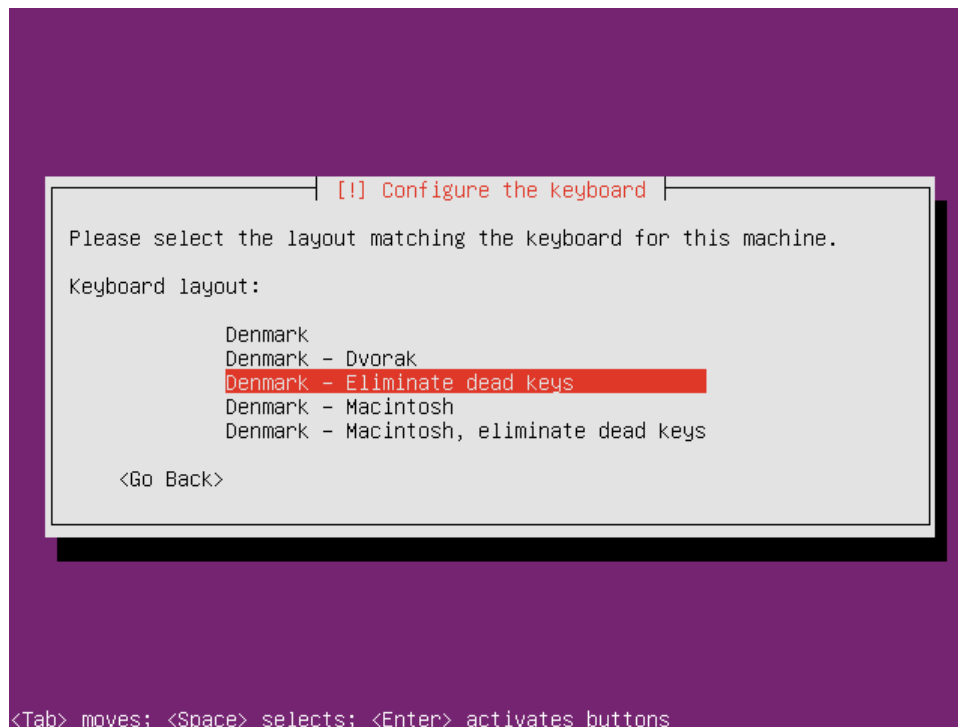 [!] Configure the keyboard
Please select the layout matching the keyboard for this machine.
Keyboard layout:
Denmark
Denmark – Dvorak
Denmark – Eliminate dead keys
Denmark – Macintosh
Denmark – Macintosh, eliminate dead keys
<Go Back>
<Tab> moves; <Space> selects; <Enter> activates buttons